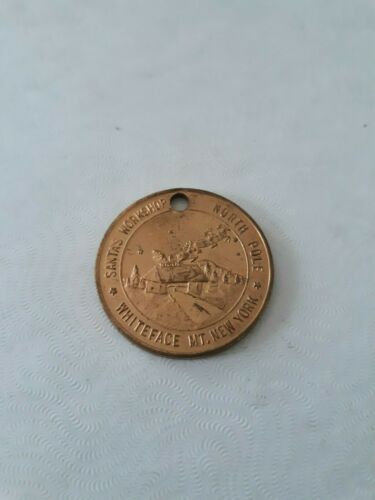 SANTAS WORKSHOP NORTH POLE
* WHITEFACE MT. NEW YORK *